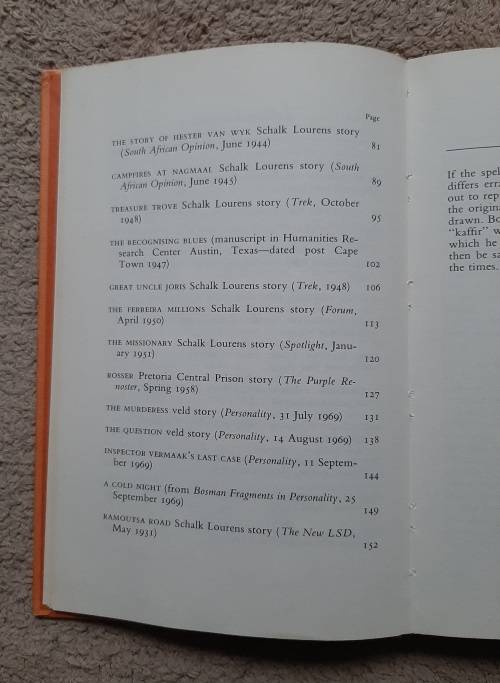 Page
THE STORY OF HESTER VAN WYK Schalk Lourens story
(South African Opinion, June 1944) 81
CAMPFIRES AT NAGMAAL Schalk Lourens story (South
African Opinion, June 1945) 89
TREASURE TROVE Schalk Lourens story (Trek, October
1948) 95
THE RECOGNISING BLUES (manuscript in Humanities Re-
search Center Austin, Texas—dated post Cape
Town 1947) 102
GREAT UNCLE JORIS Schalk Lourens story (Trek, 1948) 106
THE FERREIRA MILLIONS Schalk Lourens story (Forum,
April 1950) 113
THE MISSIONARY Schalk Lourens story (Spotlight, Janu-
ary 1951) 120
ROSSER Pretoria Central Prison story (The Purple Re-
noster, Spring 1958) 127
THE MURDERESS veld story (Personality, 31 July 1969) 131
THE QUESTION veld story (Personality, 14 August 1969) 138
INSPECTOR VERMAAK'S LAST CASE (Personality, 11 Septem-
ber 1969) 144
A COLD NIGHT (from Bosman Fragments in Personality, 25
September 1969) 149
RAMOUTSA ROAD Schalk Lourens story (The New LSD,
May 1931) 152
If the spel
differs erra
out to rep
the origina
drawn. Bo
"kaffir" w
which he
then be sa
the times.